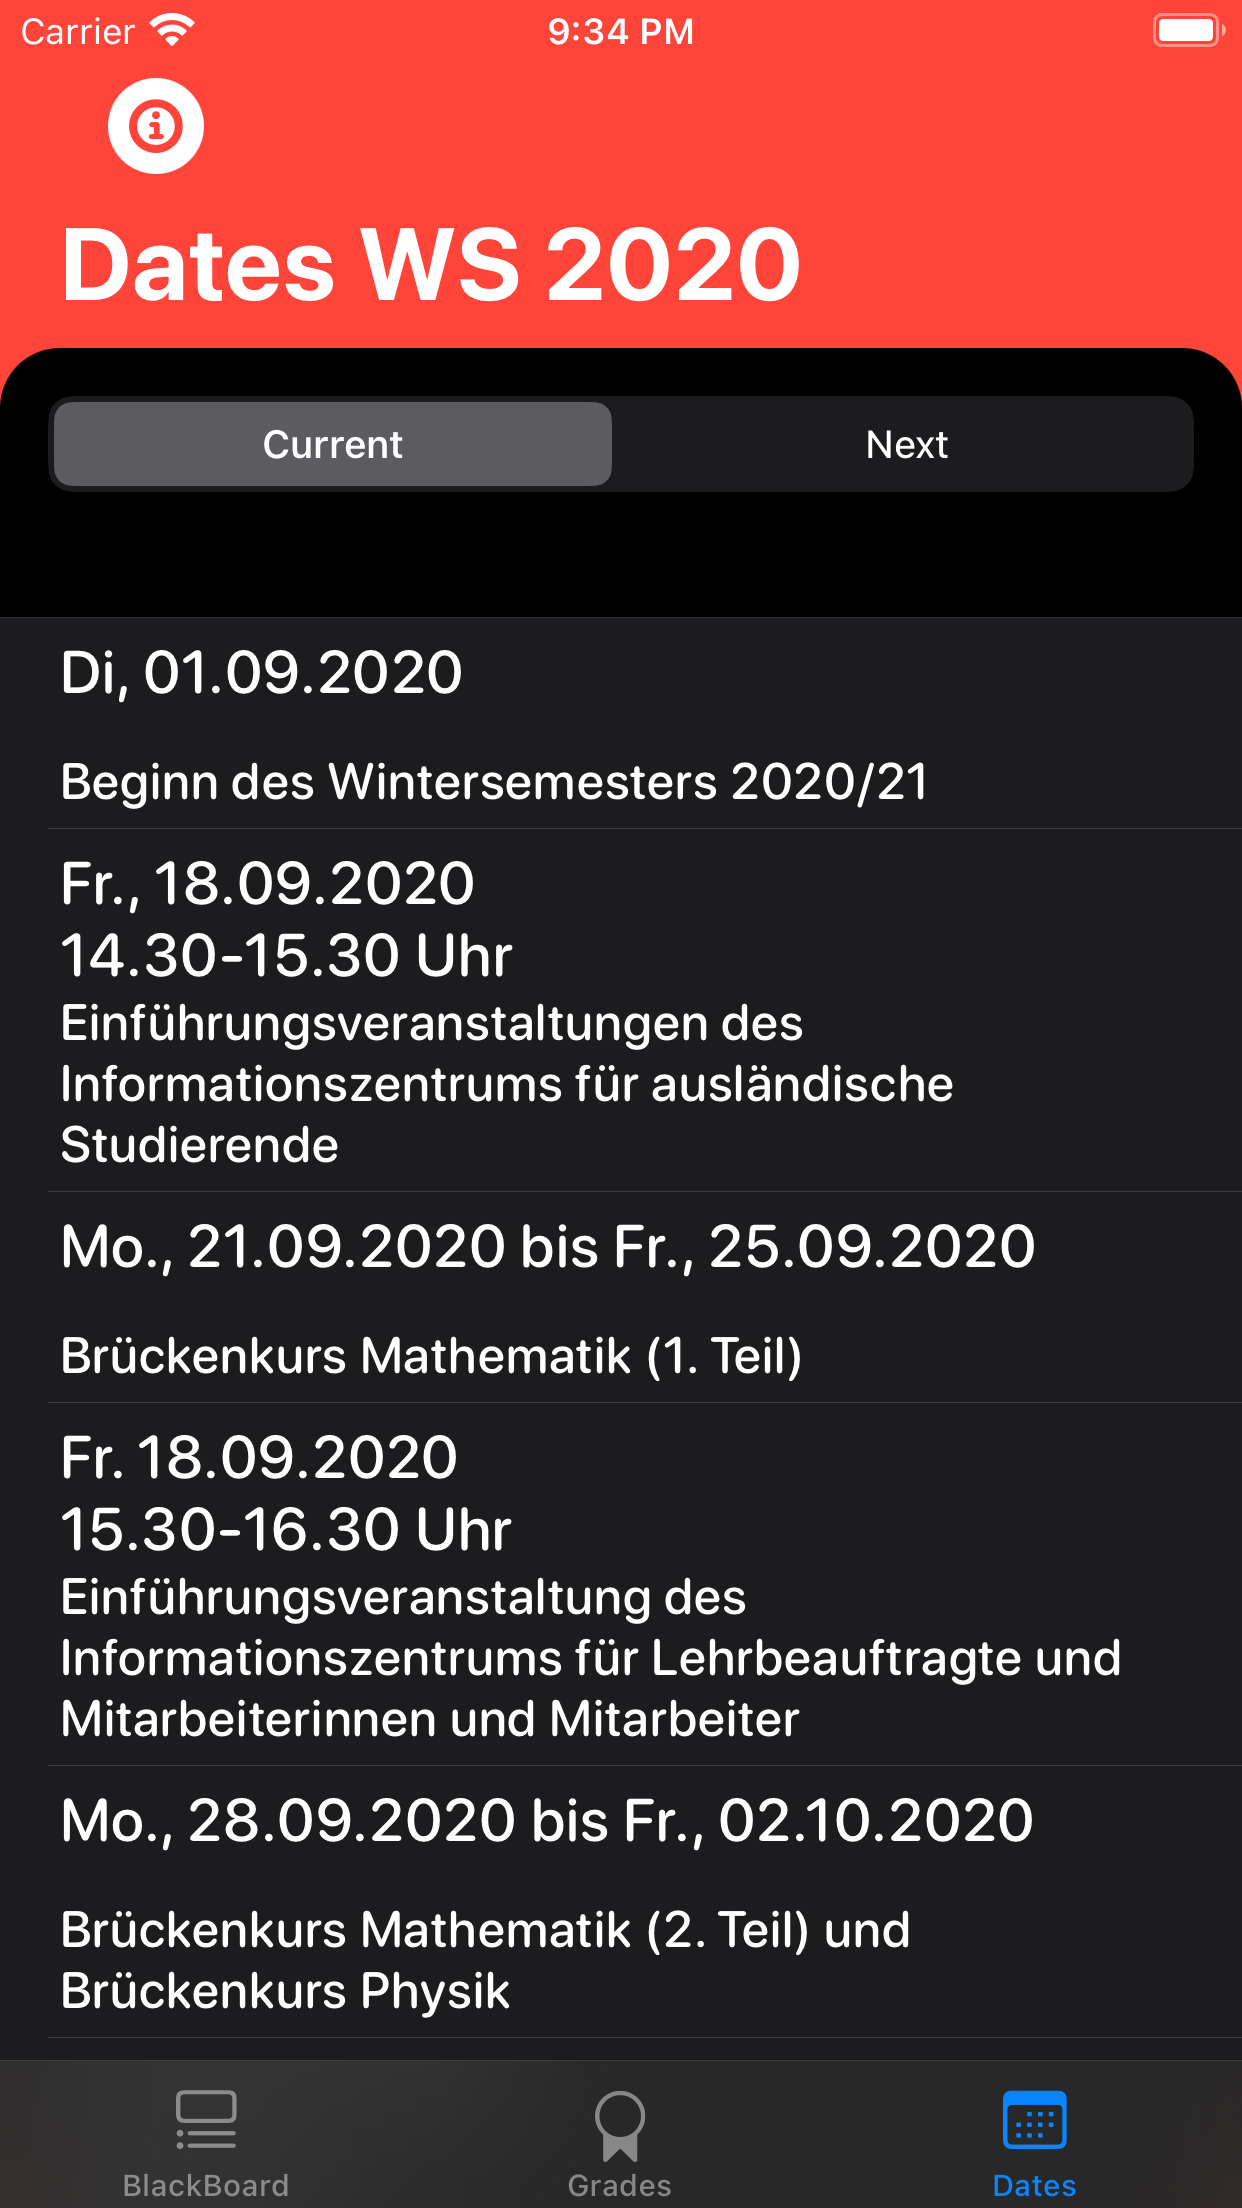 Carrier
9:34 PM
Dates WS 2020
Current
Next
Di, 01.09.2020
Beginn des Wintersemesters 2020/21
Fr., 18.09.2020
14.30-15.30 Uhr
Einführungsveranstaltungen des
Informationszentrums für ausländische
Studierende
Mo., 21.09.2020 bis Fr., 25.09.2020
Brückenkurs Mathematik (1. Teil)
Fr. 18.09.2020
15.30-16.30 Uhr
Einführungsveranstaltung des
Informationszentrums für Lehrbeauftragte und
Mitarbeiterinnen und Mitarbeiter
Mo., 28.09.2020 bis Fr., 02.10.2020
Brückenkurs Mathematik (2. Teil) und
Brückenkurs Physik
BlackBoard
Grades
Dates